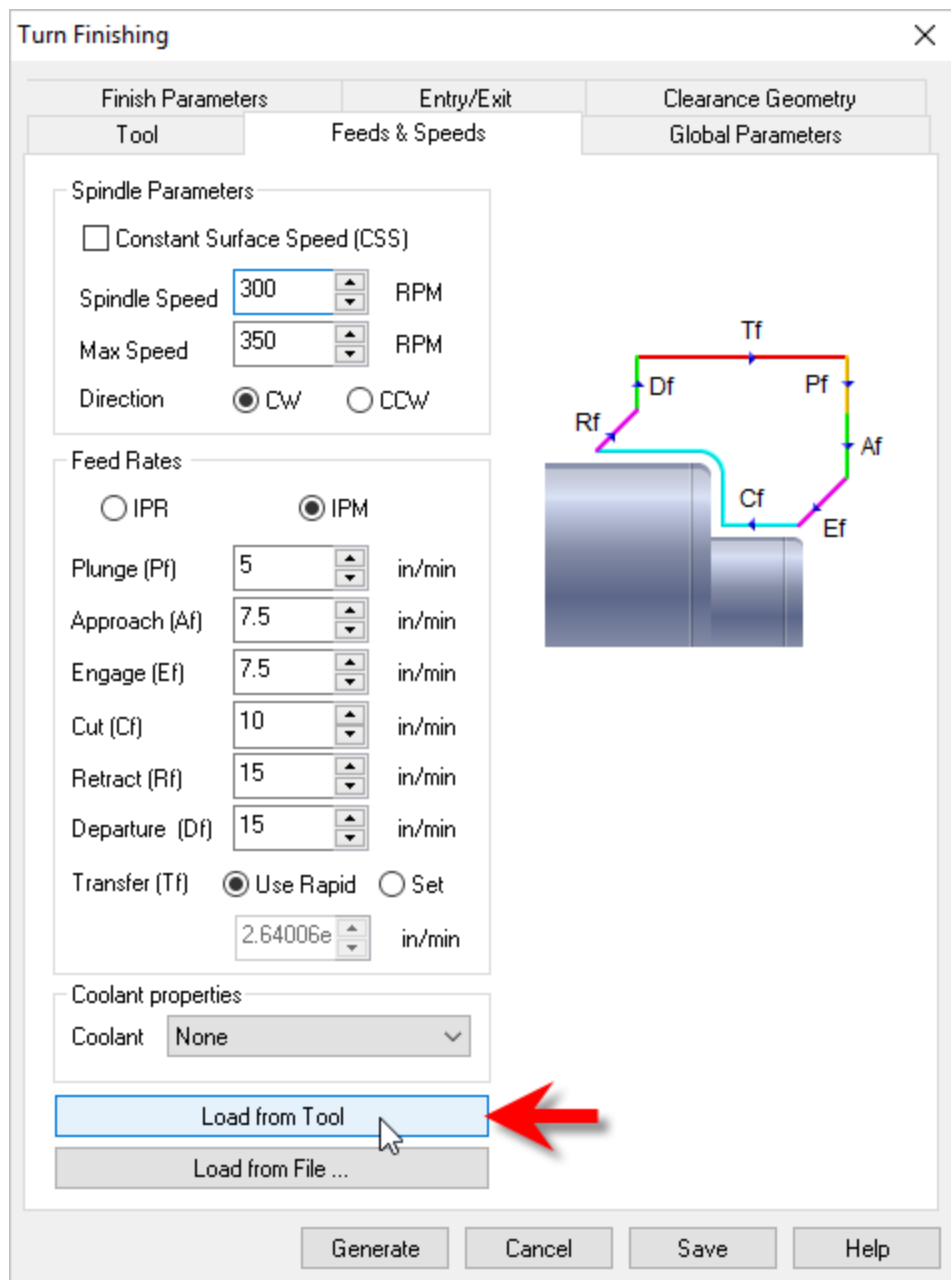 Turn Finishing
Finish Parameters Entry/Exit Clearance Geometry
Tool Feeds & Speeds Global Parameters
Spindle Parameters
Constant Surface Speed (CSS)
Spindle Speed 300 RPM
Max Speed 350 RPM
Direction CW CCW
Feed Rates
IPR IPM
Plunge (Pf) 5 in/min
Approach (Af) 7.5 in/min
Engage (Ef) 7.5 in/min
Cut (Cf) 10 in/min
Retract (Rf) 15 in/min
Departure (Df) 15 in/min
Transfer (Tf) Use Rapid Set
2.64006e in/min
Coolant properties
Coolant None
Load from Tool
Load from File ...
Tf
Df Pf
Rf Af
Cf Ef
Generate Cancel Save Help